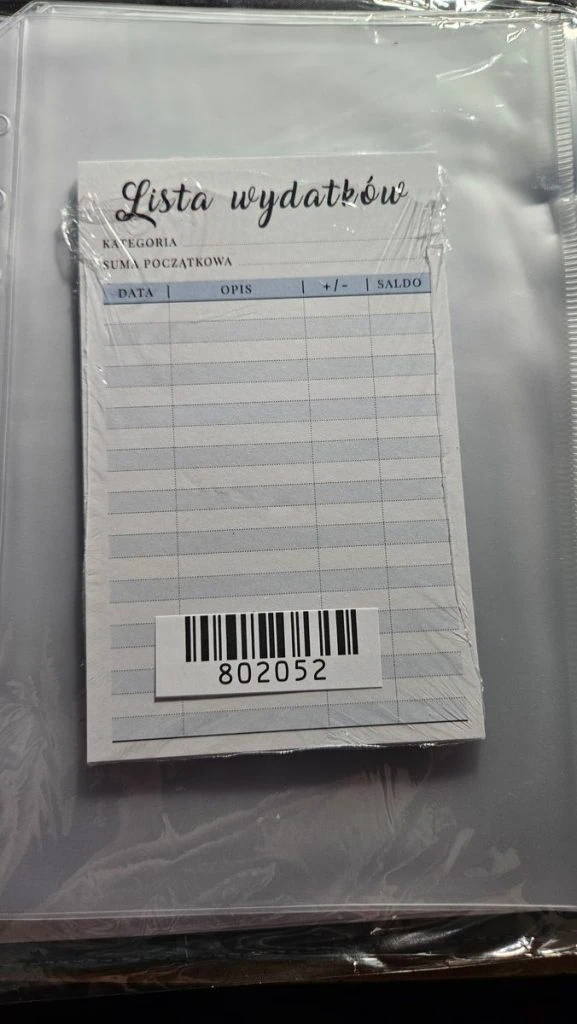 Lista wydatków
KATEGORIA
SUMA POCZĄTKOWA
DATA | OPIS | +/- | SALDO
802052